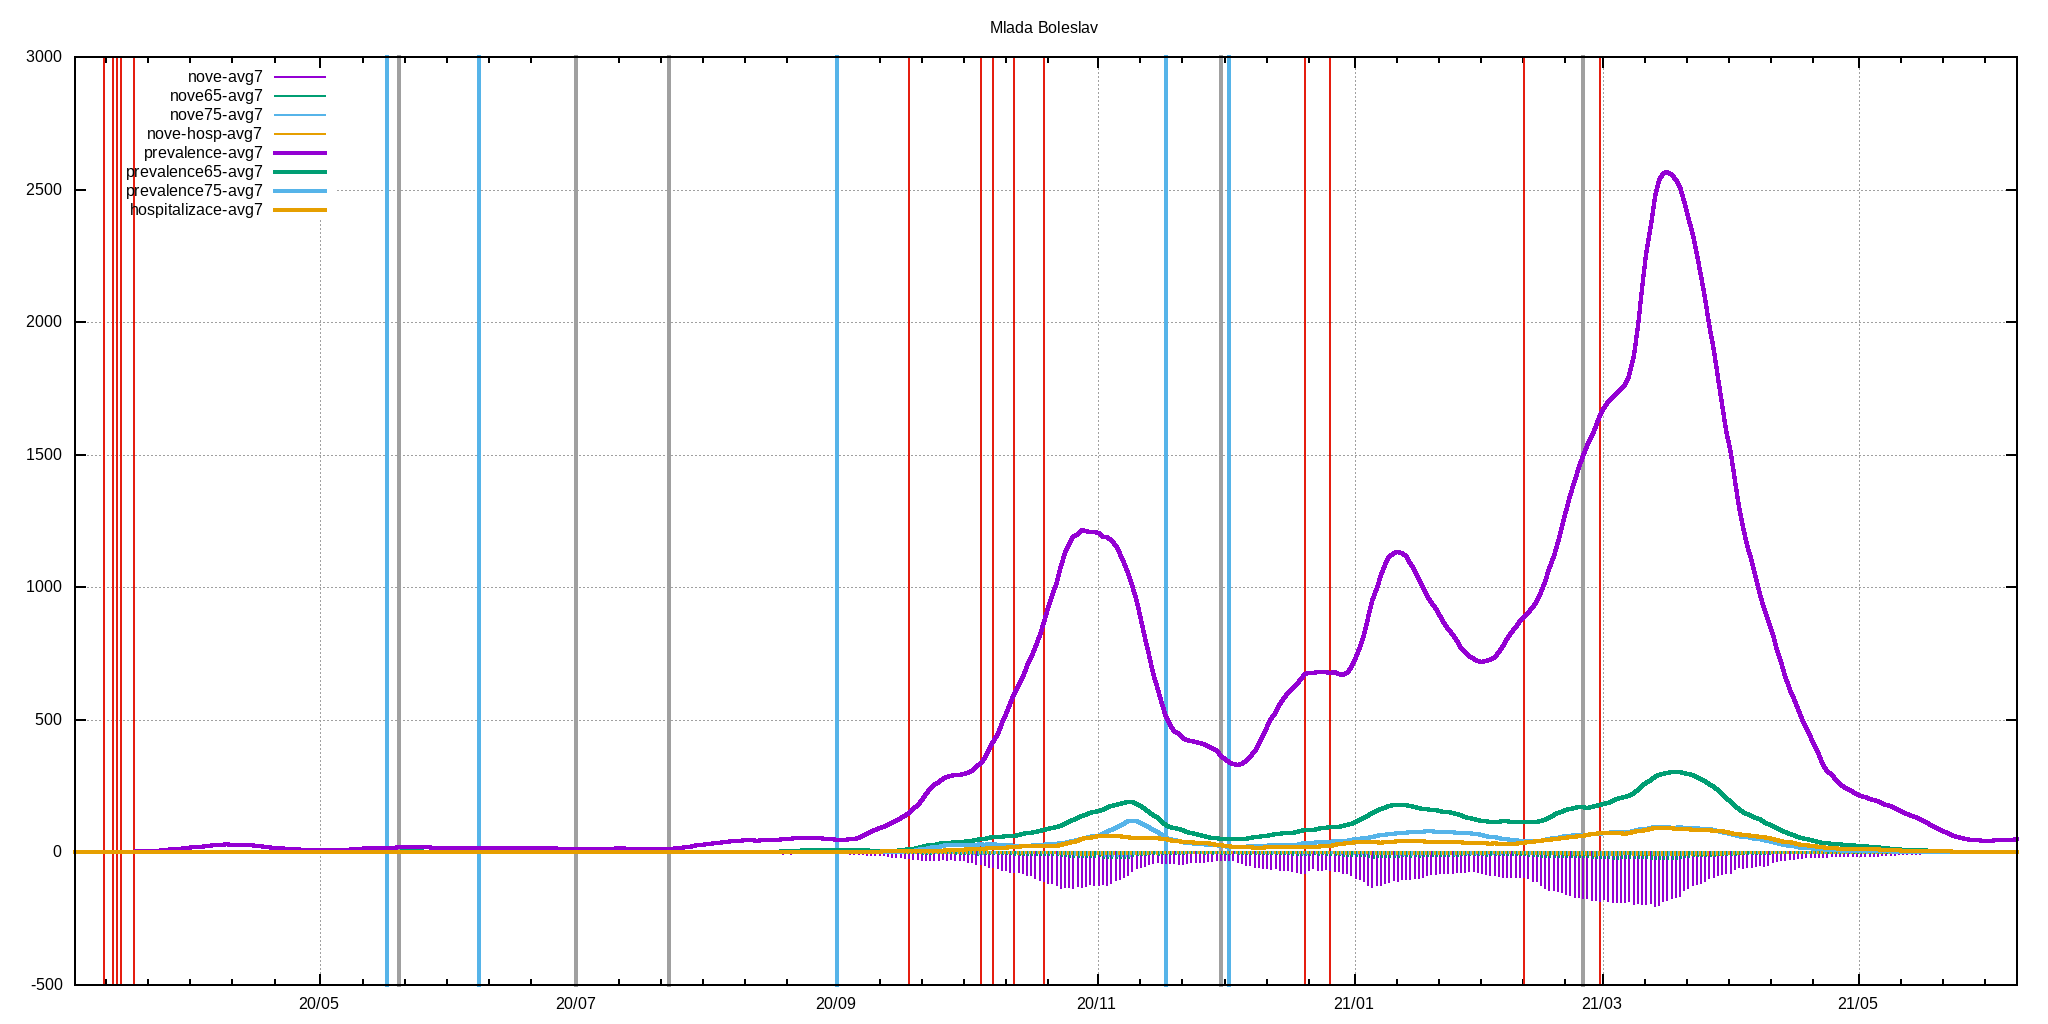 Mlada Boleslav
3000
2500
2000
1500
1000
500
0
-500
nove-avg7
nove65-avg7
nove75-avg7
nove-hosp-avg7
prevalence-avg7
prevalence65-avg7
prevalence75-avg7
hospitalizace-avg7
20/05 20/07 20/09 20/11 21/01 21/03 21/05